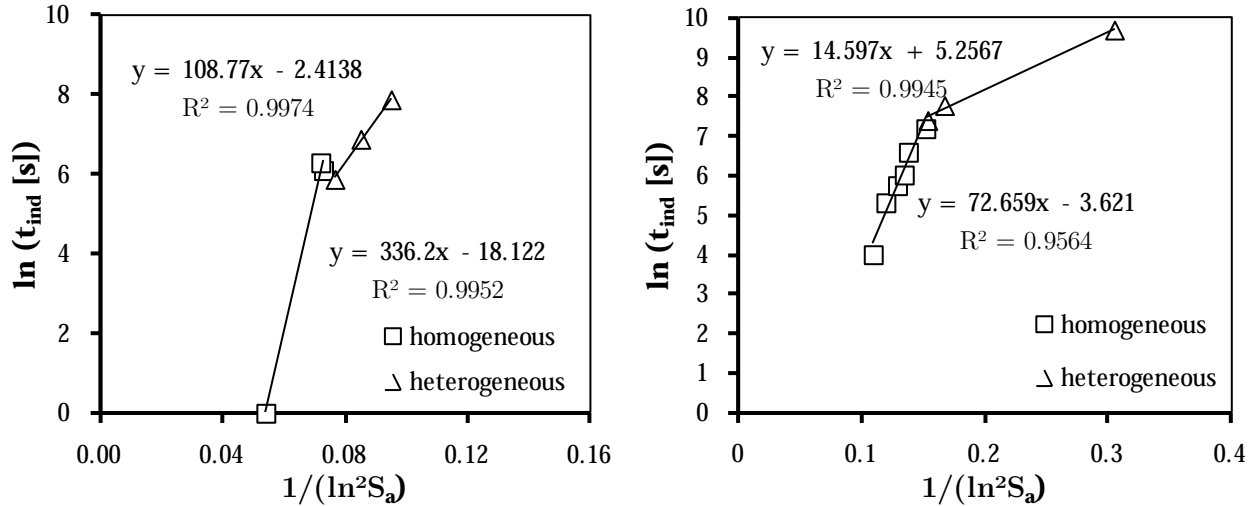 10
8
6
4
2
0
ln (t_ind [s])
y = 108.77x - 2.4138
R² = 0.9974
y = 336.2x - 18.122
R² = 0.9952
homogeneous
heterogeneous
0.00 0.04 0.08 0.12 0.16
1/(ln²S_a)
10
9
8
7
6
5
4
3
2
1
0
ln (t_ind [s])
y = 14.597x + 5.2567
R² = 0.9945
y = 72.659x - 3.621
R² = 0.9564
homogeneous
heterogeneous
0 0.1 0.2 0.3 0.4
1/(ln²S_a)